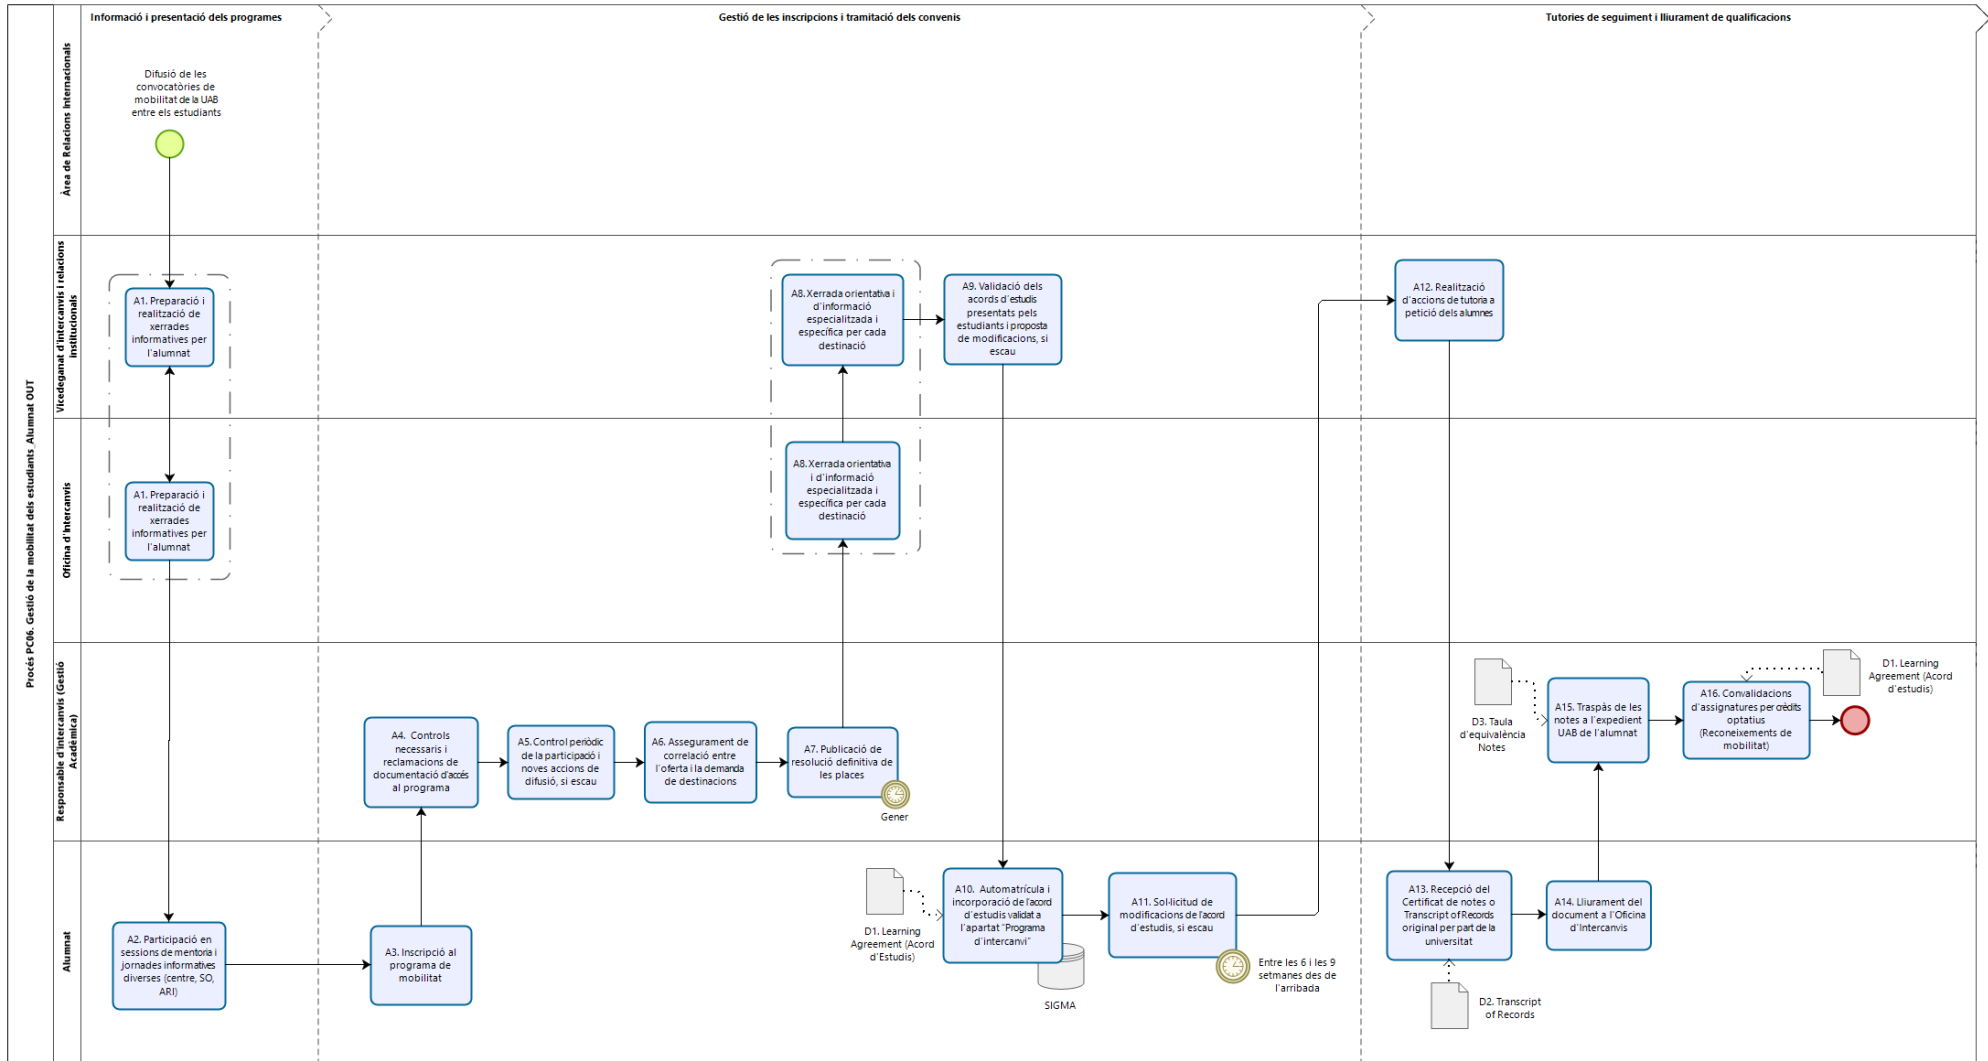 Informació i presentació dels programes
Gestió de les inscripcions i tramitació dels convenis
Tutories de seguiment i lliurament de qualificacions
Procés PC06. Gestió de la mobilitat dels estudiants_Alumnat OUT
Àrea de Relacions Internacionals
Difusió de les
convocatòries de
mobilitat de la UAB
entre els estudiants
Vicedeganat d'intercanvis i relacions
institucionals
A1. Preparació i
realització de
xerrades
informatives per
l'alumnat
A8.Xerrada orientativa i
d'informació
especialitzada i
específica per cada
destinació
A9. Validació dels
acords d'estudis
presentats pels
estudiants i proposta
de modificacions, si
escau
A12. Realització
d'accions de tutoria a
petició dels alumnes
Oficina d'Intercanvis
A1. Preparació i
realització de
xerrades
informatives per
l'alumnat
A8.Xerrada orientativa
i d'informació
especialitzada i
específica per cada
destinació
Responsable d'intercanvis (Gestió
Acadèmica)
A4. Controls
necessaris i
reclamacions de
documentació d'accés
al programa
A5. Control periòdic
de la participació i
noves accions de
difusió, si escau
A6. Assegurament de
correlació entre
l'oferta i la demanda
de destinacions
A7. Publicació de
resolució definitiva de
les places
Gener
D3. Taula
d'equivalència
Notes
A15. Traspàs de les
notes a l'expedient
UAB de l'alumnat
A16. Convalidacions
d'assignatures per crèdits
optatius
(Reconeixements de
mobilitat)
D1. Learning
Agreement (Acord
d'estudis)
Alumnat
A2. Participació en
sessions de mentoria i
jornades informatives
diverses (centre, SO,
ARI)
A3. Inscripció al
programa de
mobilitat
D1. Learning
Agreement (Acord
d'Estudis)
A10. Automatrícula i
incorporació de l'acord
d'estudis validat a
l'apartat "Programa
d'intercanvi"
SIGMA
A11. Sol·licitud de
modificacions de l'acord
d'estudis, si escau
Entre les 6 i les 9
setmanes des de
l'arribada
A13. Recepció del
Certificat de notes o
Transcript of Records
original per part de la
universitat
D2. Transcript
of Records
A14. Lliurament del
document a l'Oficina
d'Intercanvis